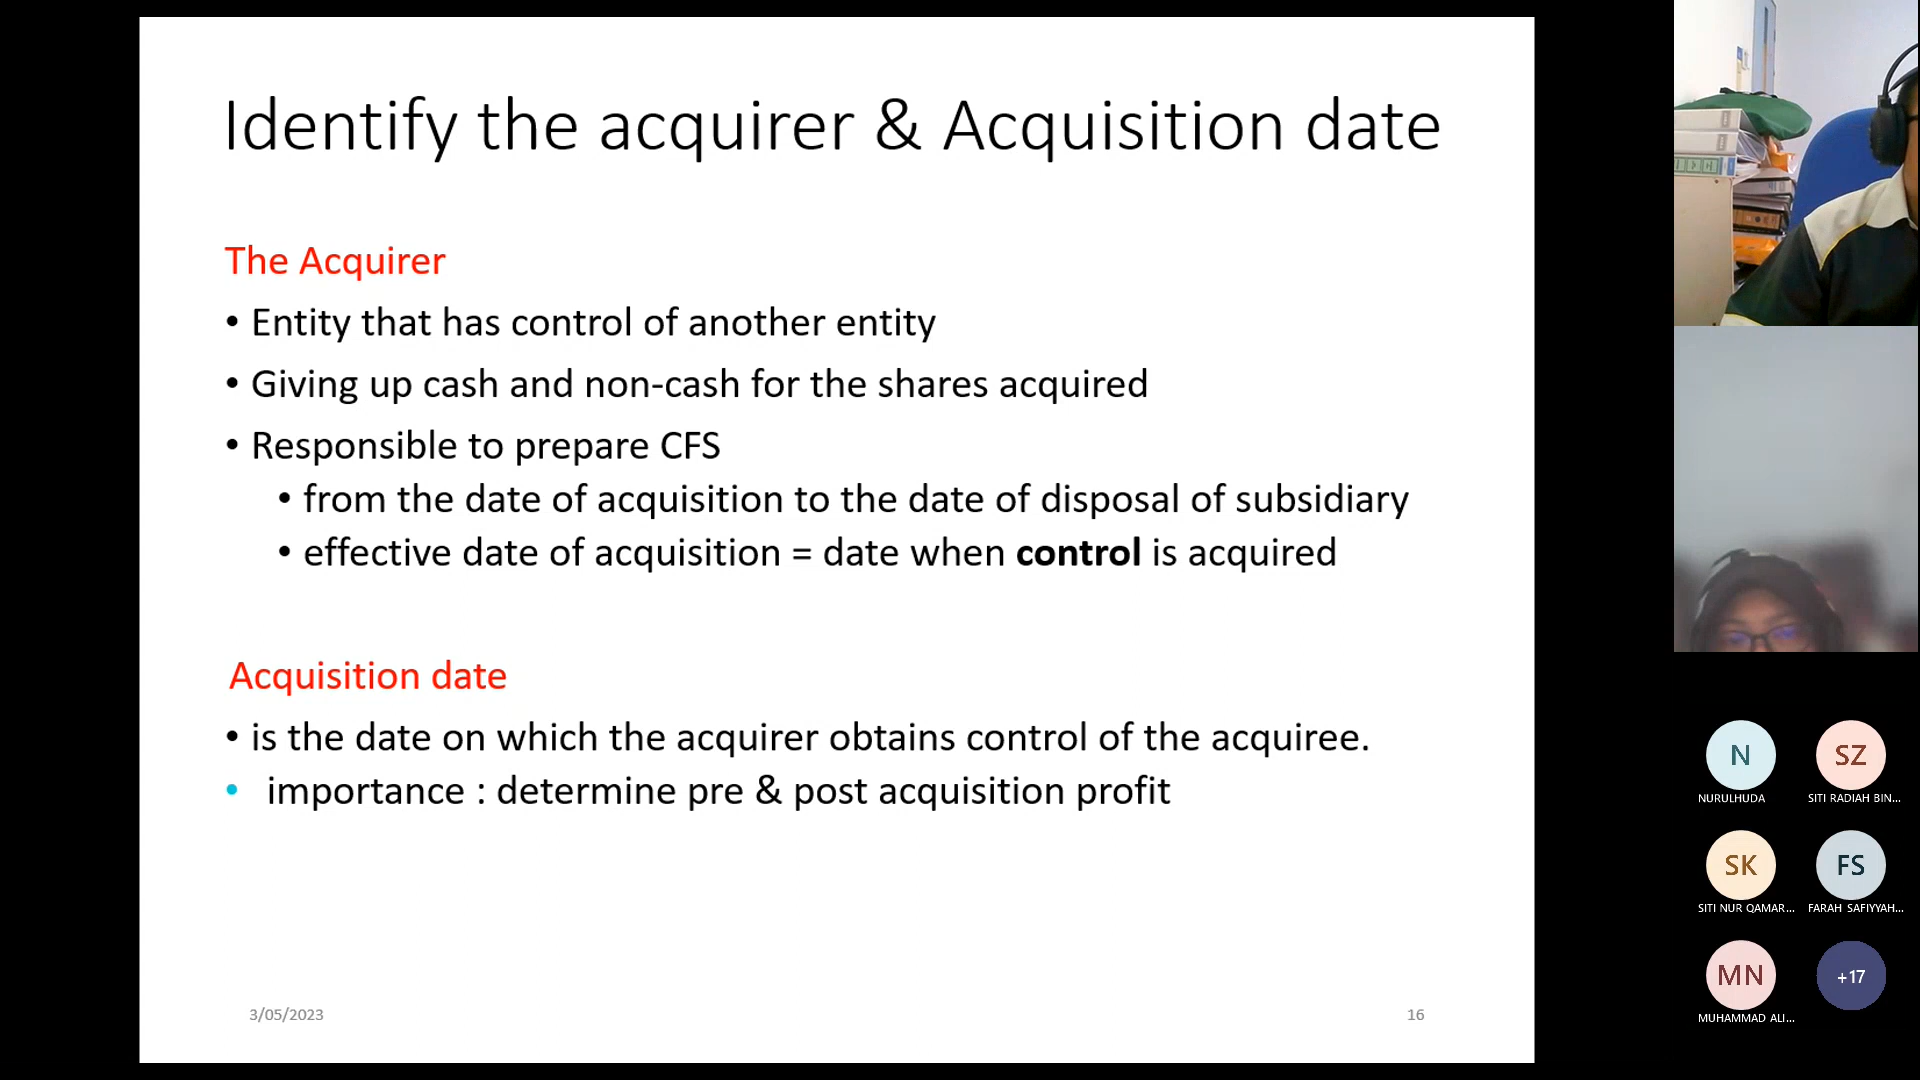 Identify the acquirer & Acquisition date
The Acquirer
• Entity that has control of another entity
• Giving up cash and non-cash for the shares acquired
• Responsible to prepare CFS
• from the date of acquisition to the date of disposal of subsidiary
• effective date of acquisition = date when control is acquired
Acquisition date
• is the date on which the acquirer obtains control of the acquiree.
• importance : determine pre & post acquisition profit
3/05/2023
16
N
NURULHUDA
SZ
SITI RADIAH BIN...
SK
SITI NUR QAMAR...
FS
FARAH SAFIYYAH...
MN
MUHAMMAD ALI...
+17